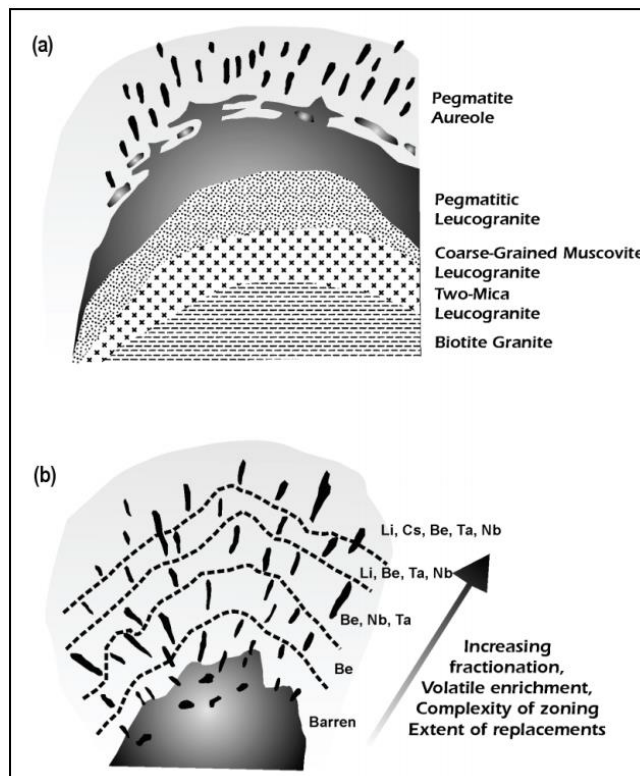 (a)
Pegmatite
Aureole
Pegmatitic
Leucogranite
Coarse-Grained Muscovite
Leucogranite
Two-Mica
Leucogranite
Biotite Granite
(b)
Li, Cs, Be, Ta, Nb
Li, Be, Ta, Nb
Be, Nb, Ta
Be
Barren
Increasing
fractionation,
Volatile enrichment,
Complexity of zoning
Extent of replacements